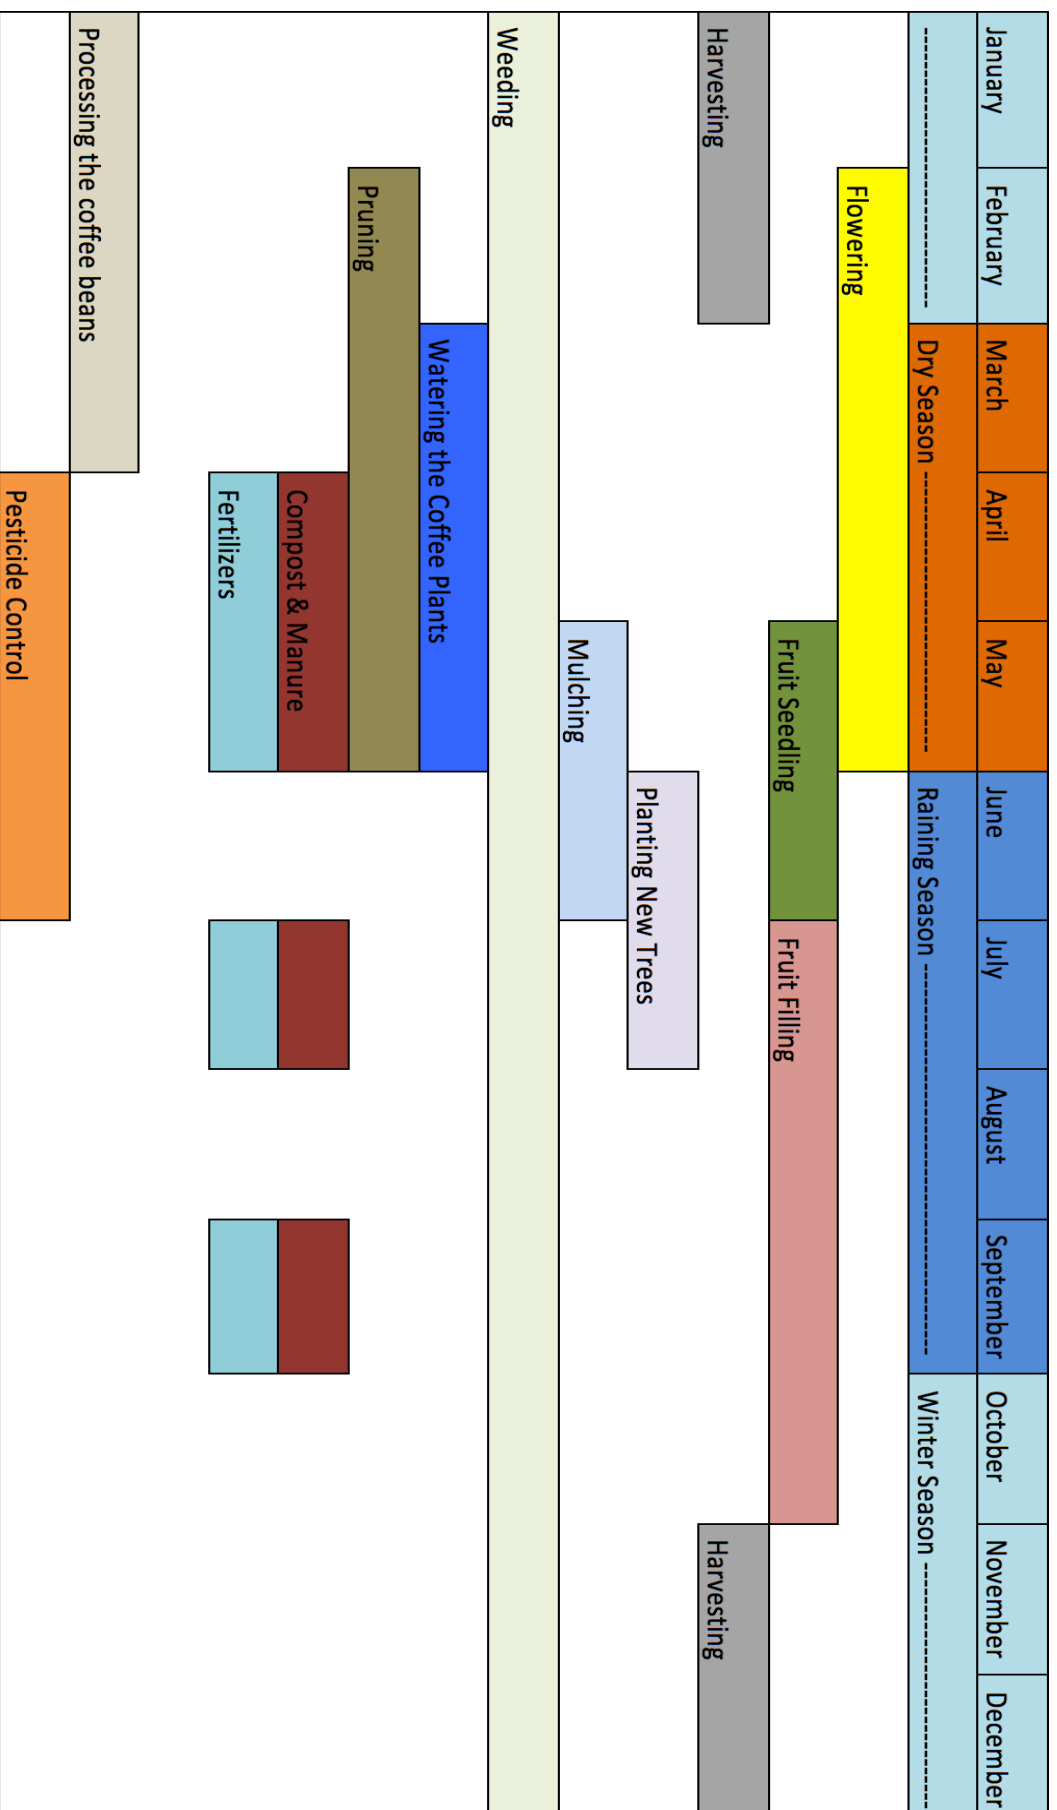 January February March April May June July August September October November December
------------------ Dry Season ------------------ Raining Season ------------------------- Winter Season ----------------
Flowering
Fruit Seedling Fruit Filling
Harvesting Harvesting
Planting New Trees
Mulching
Weeding
Watering the Coffee Plants
Pruning
Compost & Manure
Fertilizers
Processing the coffee beans
Pesticide Control